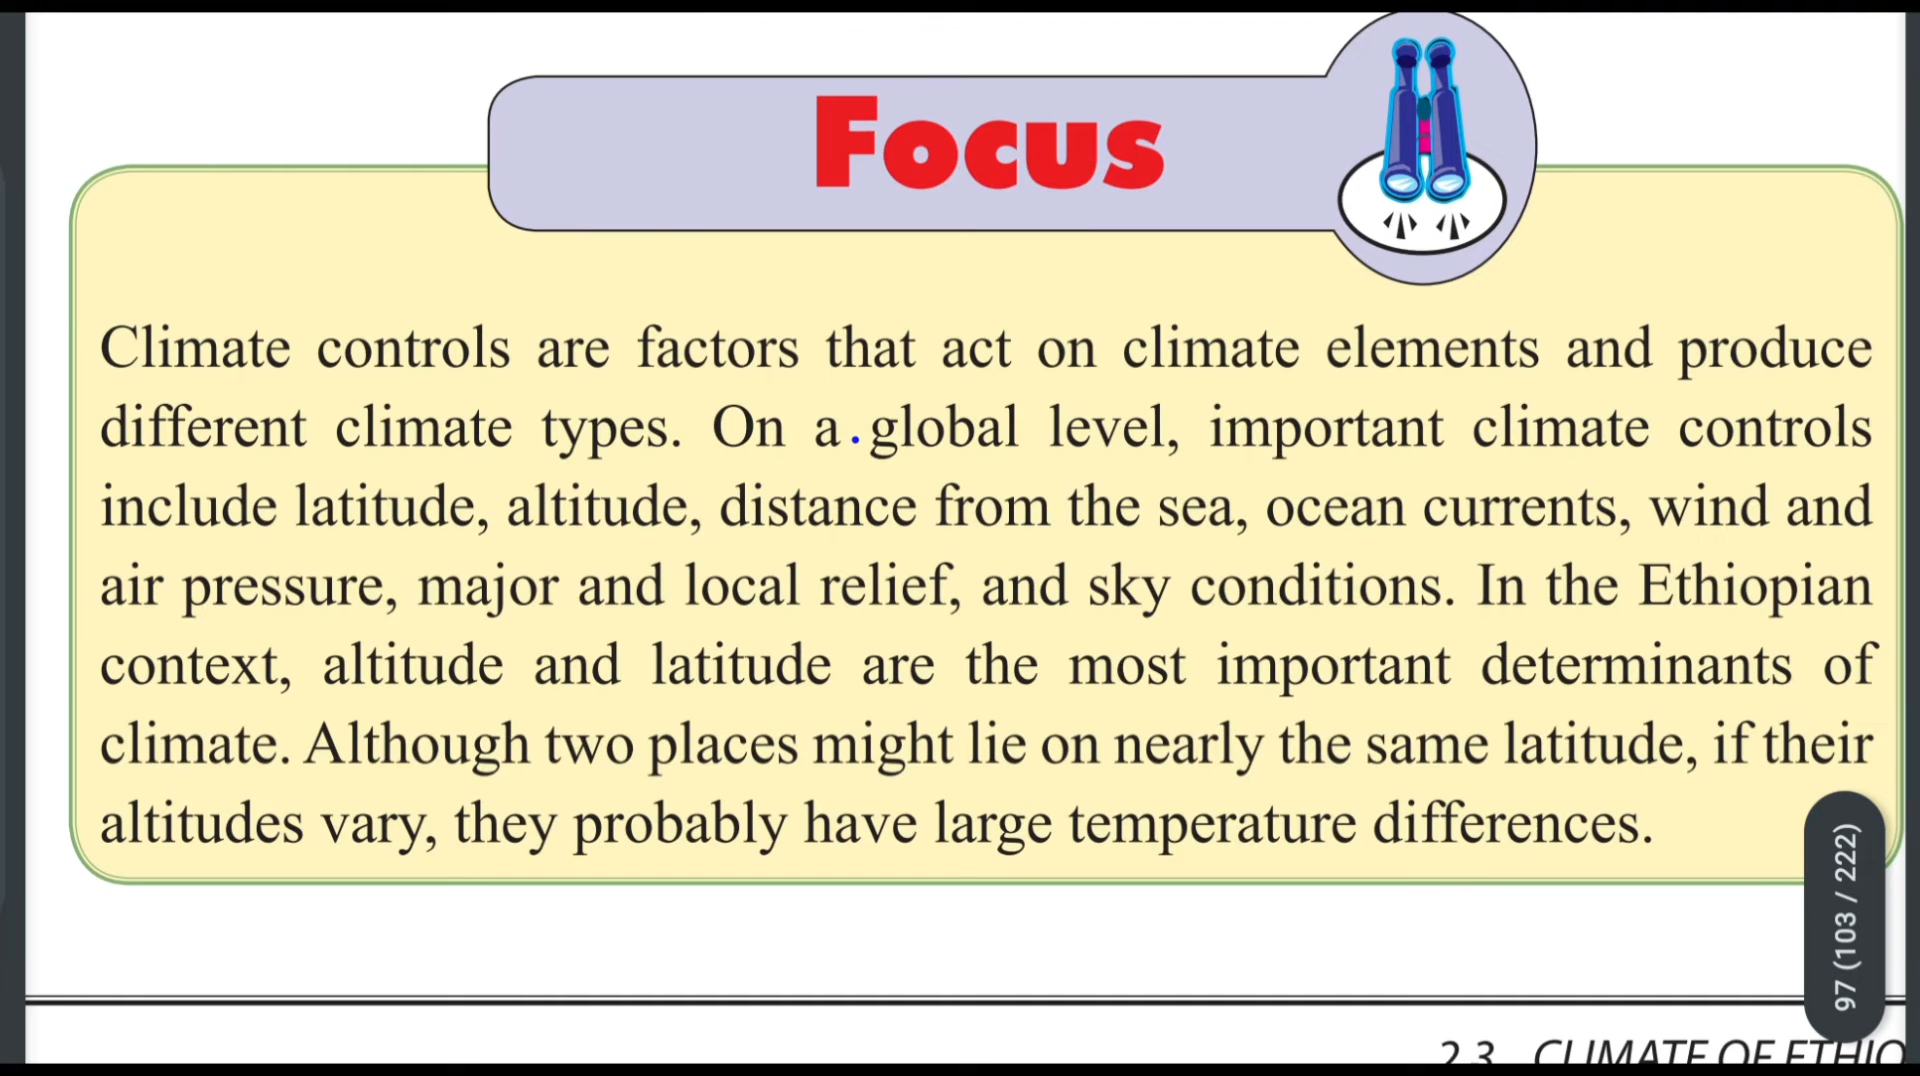 Focus
Climate controls are factors that act on climate elements and produce
different climate types. On a global level, important climate controls
include latitude, altitude, distance from the sea, ocean currents, wind and
air pressure, major and local relief, and sky conditions. In the Ethiopian
context, altitude and latitude are the most important determinants of
climate. Although two places might lie on nearly the same latitude, if their
altitudes vary, they probably have large temperature differences.
97 (103 / 222)
2.3 CLIMATE OF